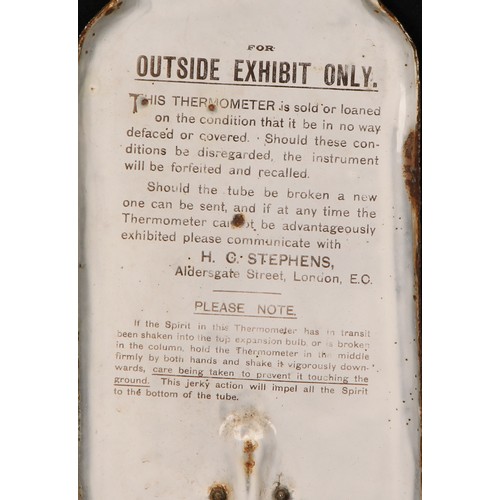 FOR
OUTSIDE EXHIBIT ONLY.
THIS THERMOMETER is sold or loaned
on the condition that it be in no way
defaced or covered. Should these con-
ditions be disregarded, the instrument
will be forfeited and recalled.
Should the tube be broken a new
one can be sent, and if at any time the
Thermometer cannot be advantageously
exhibited please communicate with
H. C. STEPHENS,
Aldersgate Street, London, E.C.
PLEASE NOTE.
If the Spirit in this Thermometer has in transit
been shaken into the top expansion bulb or is broken
in the column, hold the Thermometer in the middle
firmly by both hands and shake it vigorously down-
wards, care being taken to prevent it touching the
ground. This jerky action will impel all the Spirit
to the bottom of the tube.